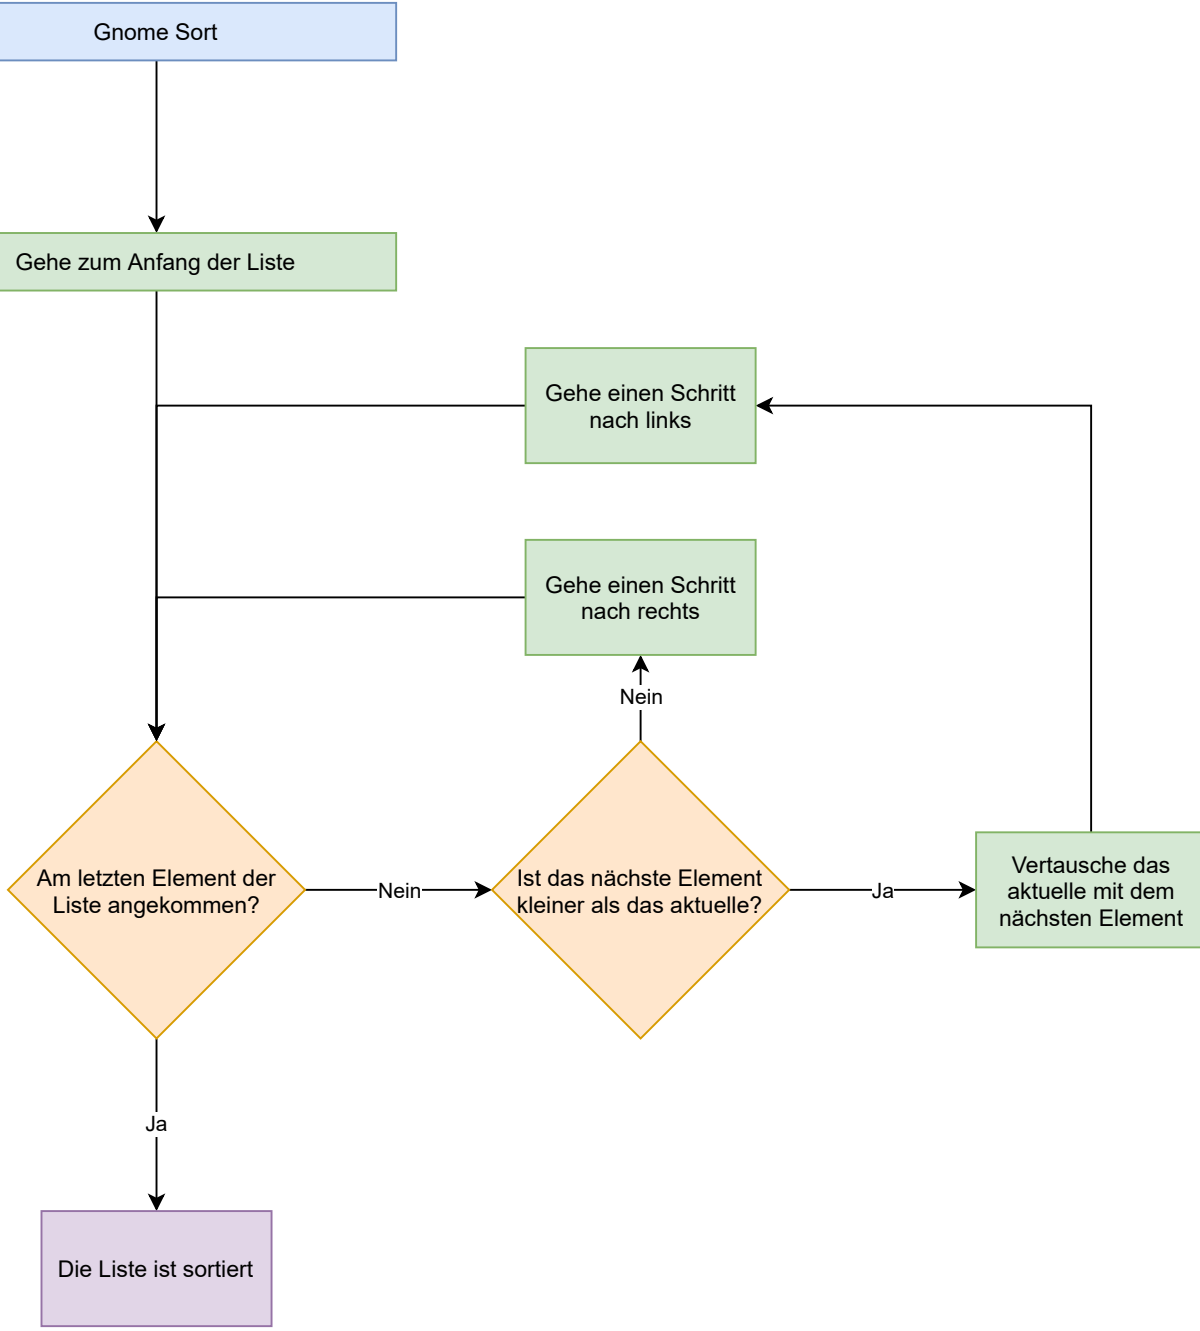 Gnome Sort
Gehe zum Anfang der Liste
Gehe einen Schritt
nach links
Gehe einen Schritt
nach rechts
Nein
Am letzten Element der
Liste angekommen?
Nein
Ist das nächste Element
kleiner als das aktuelle?
Ja
Vertausche das
aktuelle mit dem
nächsten Element
Ja
Die Liste ist sortiert